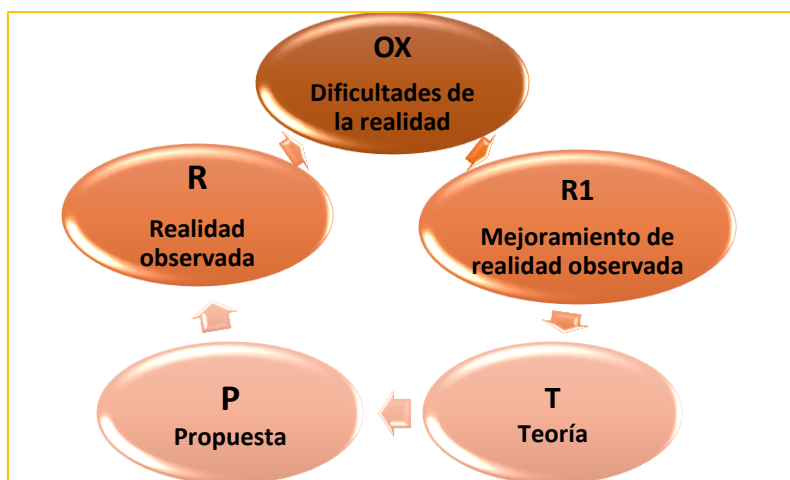 OX
Dificultades de
la realidad
R
Realidad
observada
R1
Mejoramiento de
realidad observada
P
Propuesta
T
Teoría